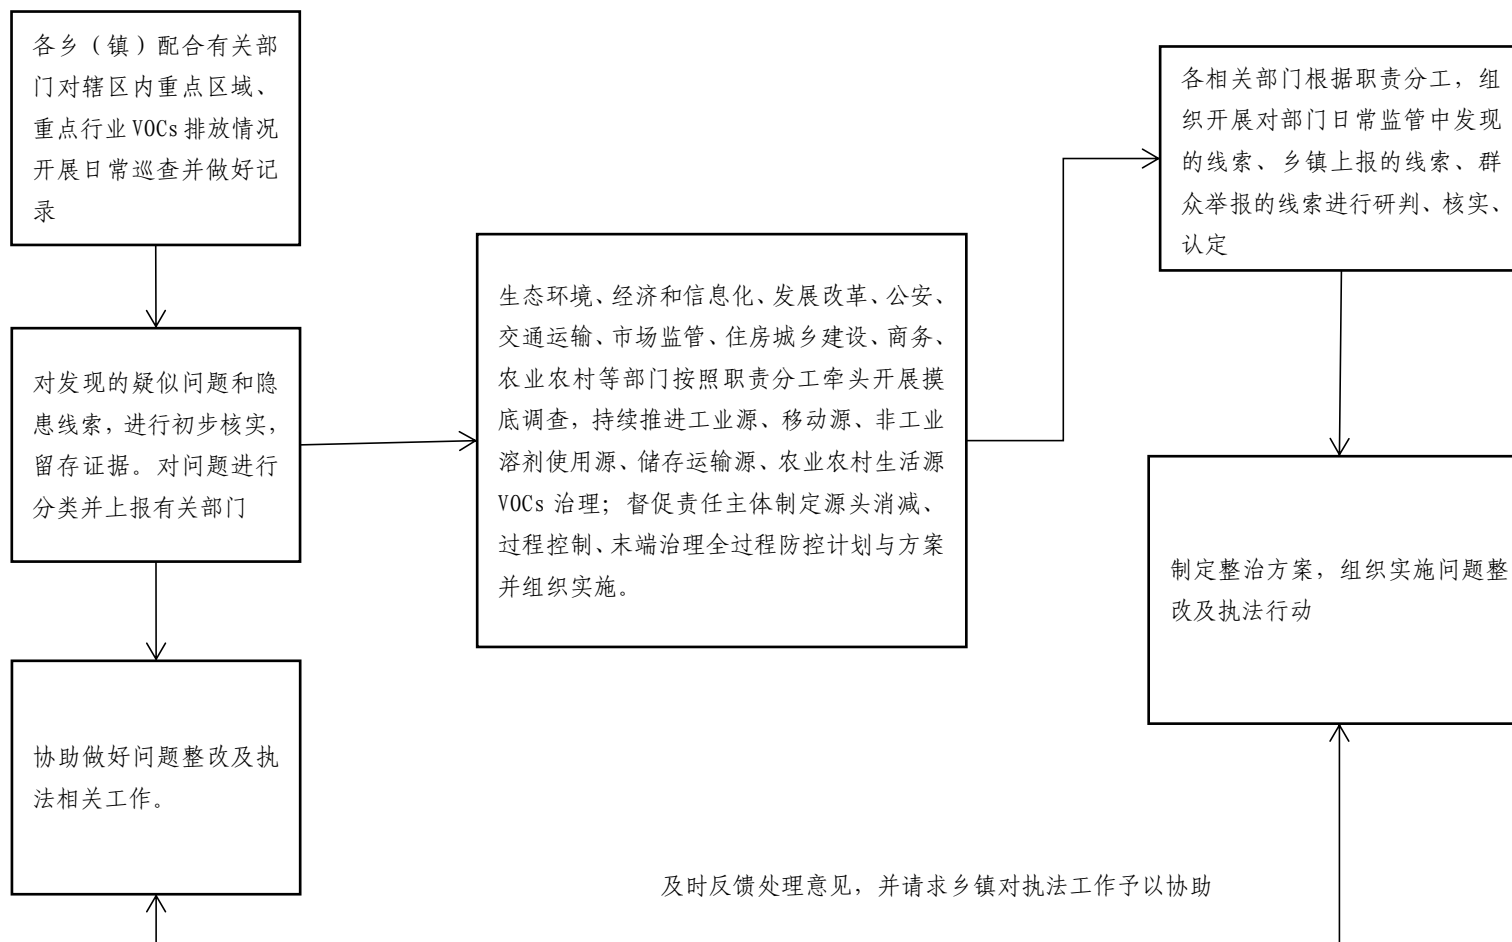 各乡（镇）配合有关部
门对辖区内重点区域、
重点行业 VOCs 排放情况
开展日常巡查并做好记
录
对发现的疑似问题和隐
患线索，进行初步核实，
留存证据。对问题进行
分类并上报有关部门
协助做好问题整改及执
法相关工作。
生态环境、经济和信息化、发展改革、公安、
交通运输、市场监管、住房城乡建设、商务、
农业农村等部门按照职责分工牵头开展摸
底调查，持续推进工业源、移动源、非工业
溶剂使用源、储存运输源、农业农村生活源
VOCs 治理；督促责任主体制定源头消减、
过程控制、末端治理全过程防控计划与方案
并组织实施。
各相关部门根据职责分工，组
织开展对部门日常监管中发现
的线索、乡镇上报的线索、群
众举报的线索进行研判、核实、
认定
制定整治方案，组织实施问题整
改及执法行动
及时反馈处理意见，并请求乡镇对执法工作予以协助